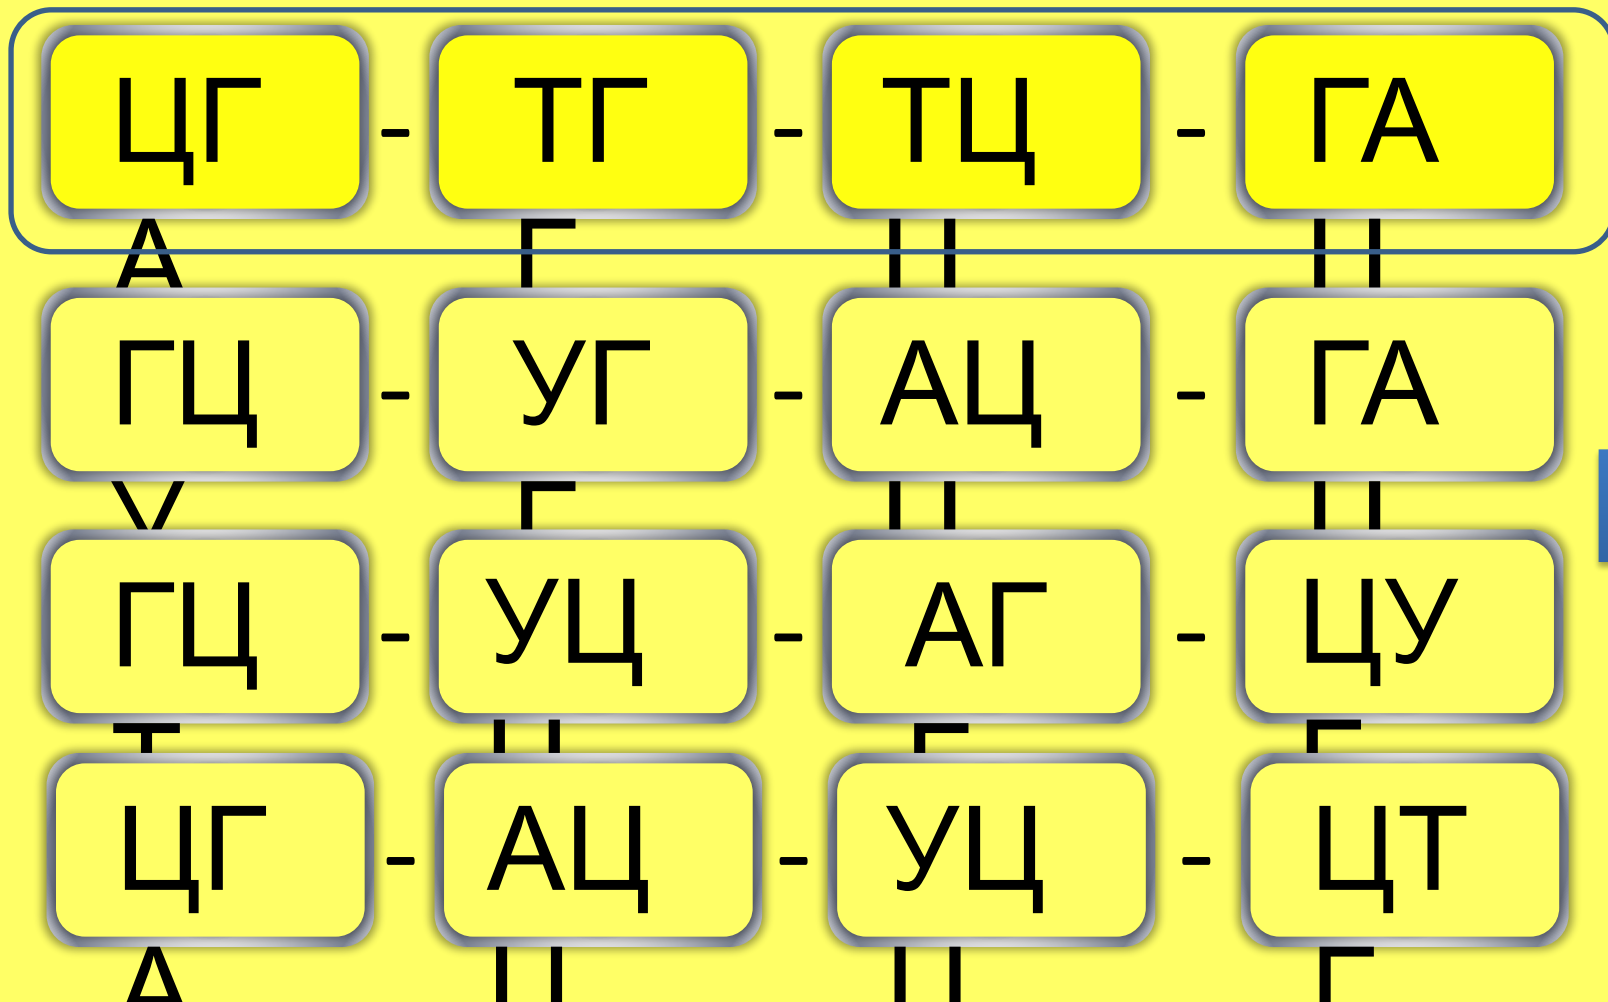 ЦГ - ТГ - ТЦ - ГА
А Г Ц Ц
ГЦ - УГ - АЦ - ГА
У Г Ц Ц
ГЦ - УЦ - АГ - ЦУ
Т Ц Г Г
ЦГ - АЦ - УЦ - ЦТ
А Ц Ц Г